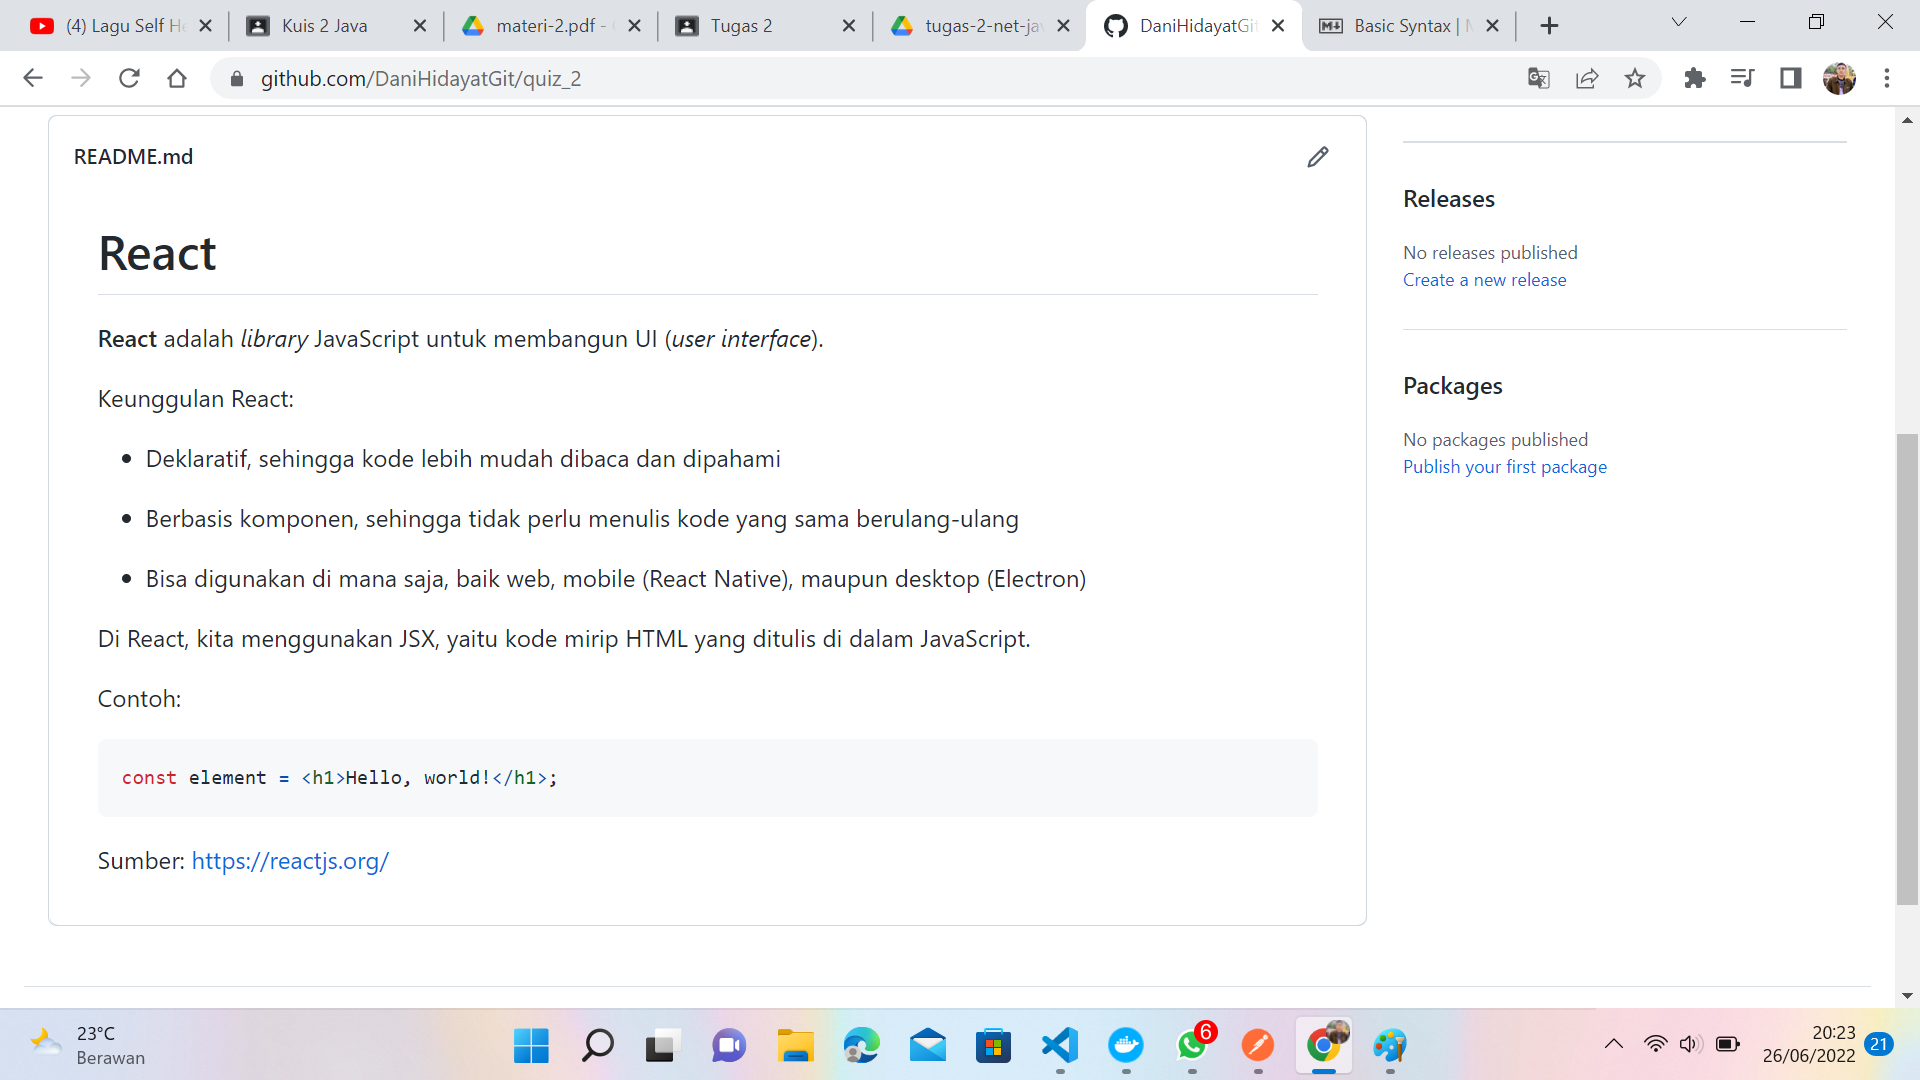 (4) Lagu Self He
Kuis 2 Java
materi-2.pdf -
Tugas 2
tugas-2-net-jav
DaniHidayatGit
Basic Syntax |
github.com/DaniHidayatGit/quiz_2
README.md
React
React adalah library JavaScript untuk membangun UI (user interface).
Keunggulan React:
Deklaratif, sehingga kode lebih mudah dibaca dan dipahami
Berbasis komponen, sehingga tidak perlu menulis kode yang sama berulang-ulang
Bisa digunakan di mana saja, baik web, mobile (React Native), maupun desktop (Electron)
Di React, kita menggunakan JSX, yaitu kode mirip HTML yang ditulis di dalam JavaScript.
Contoh:
const element = <h1>Hello, world!</h1>;
Sumber: https://reactjs.org/
Releases
No releases published
Create a new release
Packages
No packages published
Publish your first package
23°C
Berawan
6
20:23
26/06/2022
21